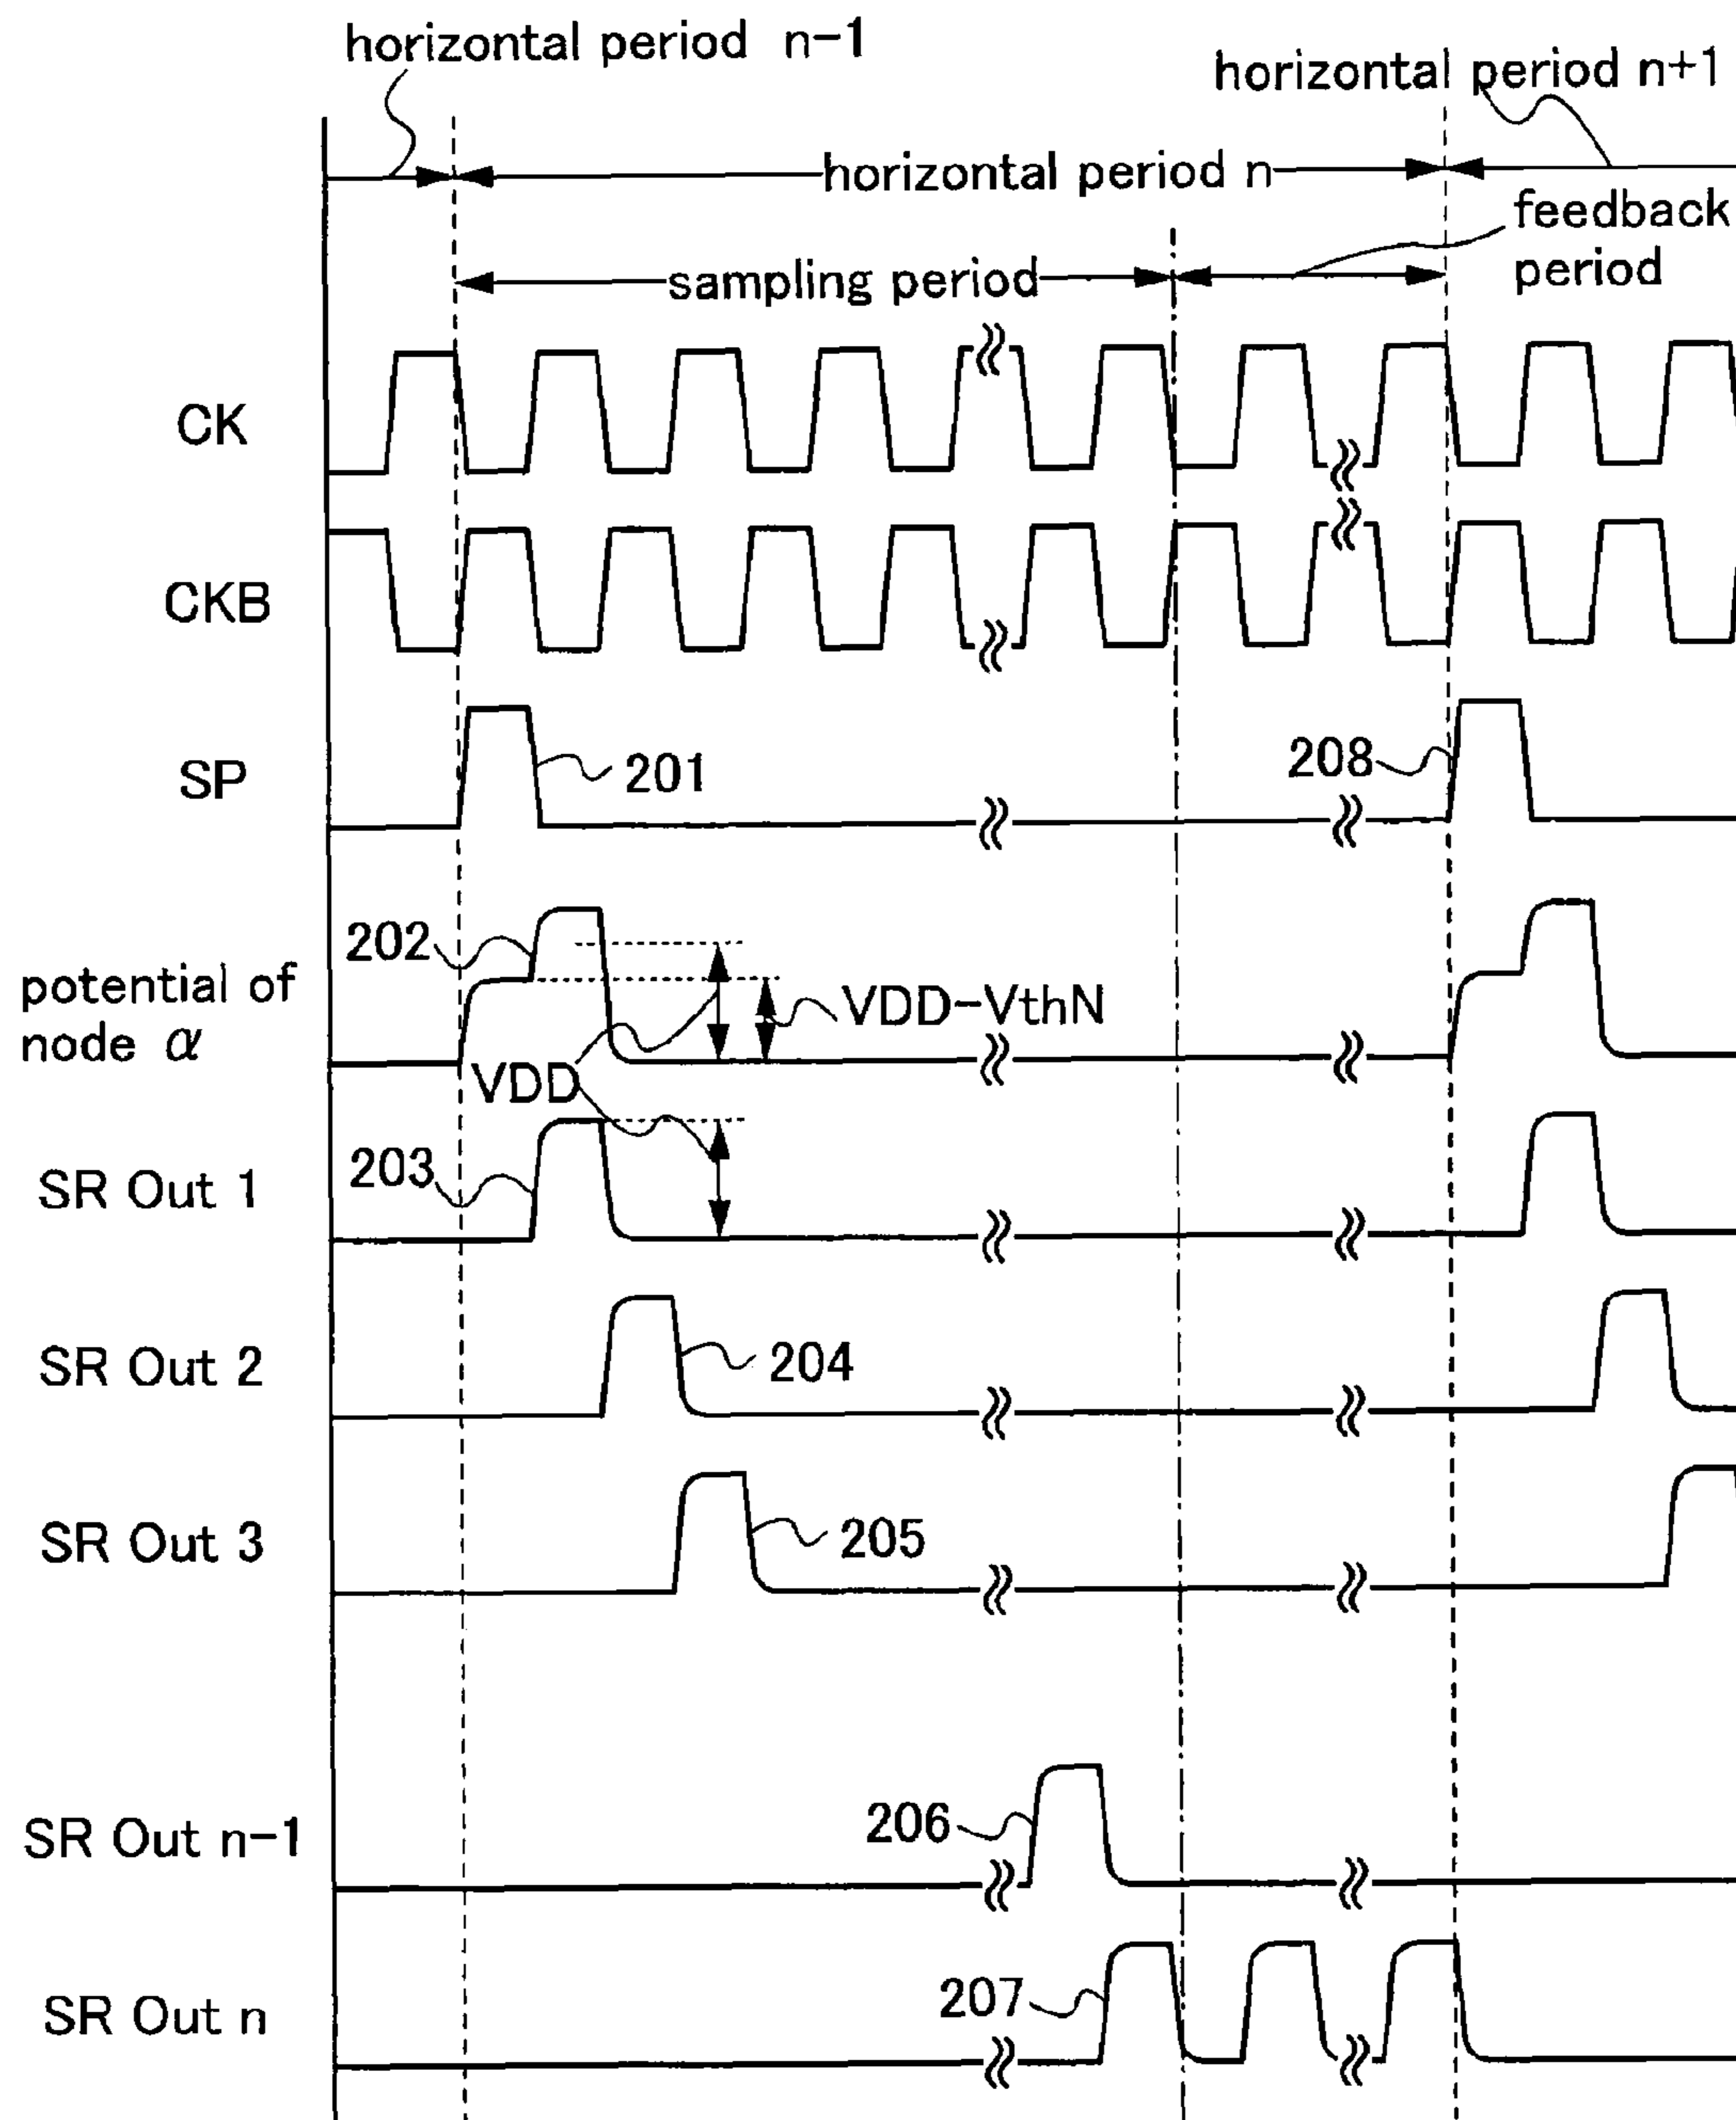 horizontal period n-1
horizontal period n+1
horizontal period n
feedback
period
sampling period
CK
CKB
SP
201
208
202
potential of
node α
VDD-VthN
VDD
203
SR Out 1
SR Out 2
204
SR Out 3
205
206
SR Out n-1
207
SR Out n